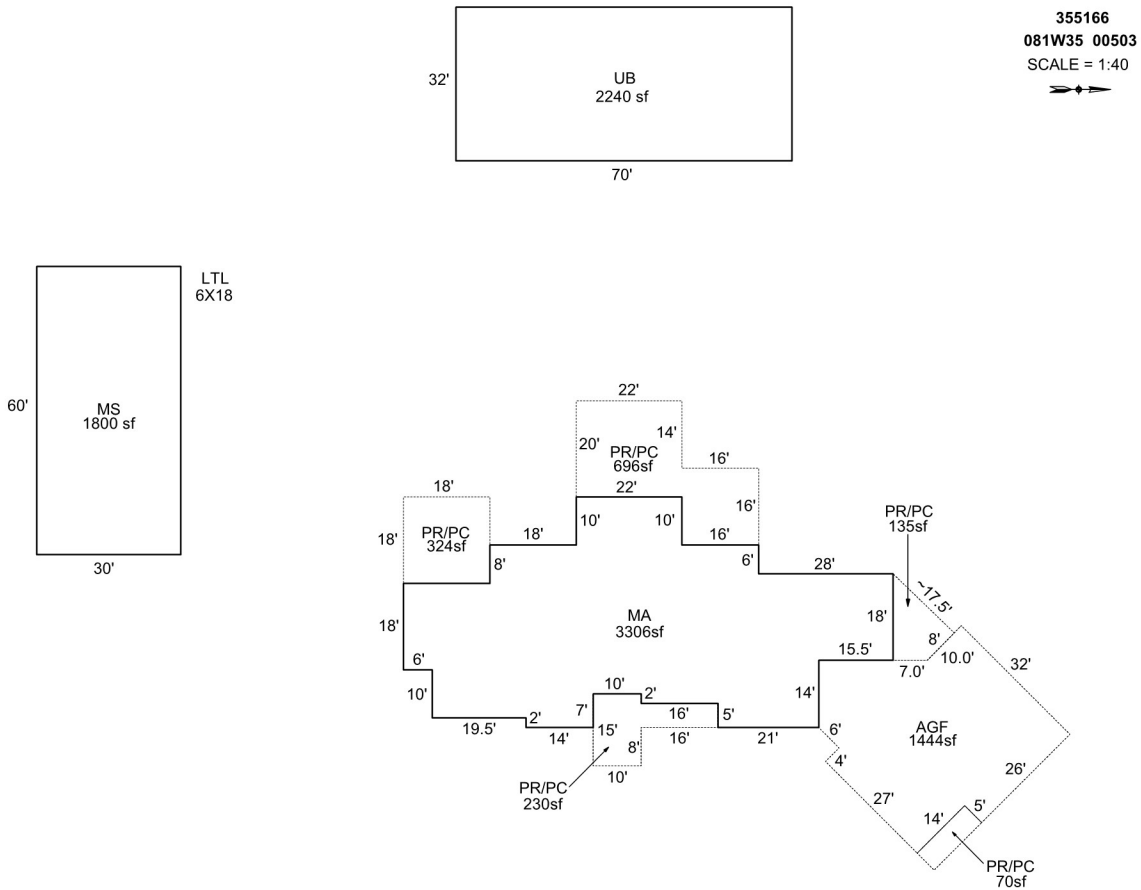 355166
081W35 00503
SCALE = 1:40
32'
UB
2240 sf
70'
LTL
6X18
60'
MS
1800 sf
30'
22'
20'
14'
PR/PC
696sf
16'
22'
16'
18'
18'
PR/PC
324sf
18'
10'
10'
16'
8'
6'
28'
PR/PC
135sf
~17.5'
18'
MA
3306sf
18'
8'
32'
6'
15.5'
7.0'
10.0'
10'
10'
2'
14'
19.5'
2'
14'
7'
16'
5'
15'
8'
16'
21'
6'
AGF
1444sf
10'
4'
26'
PR/PC
230sf
27'
14'
5'
PR/PC
70sf